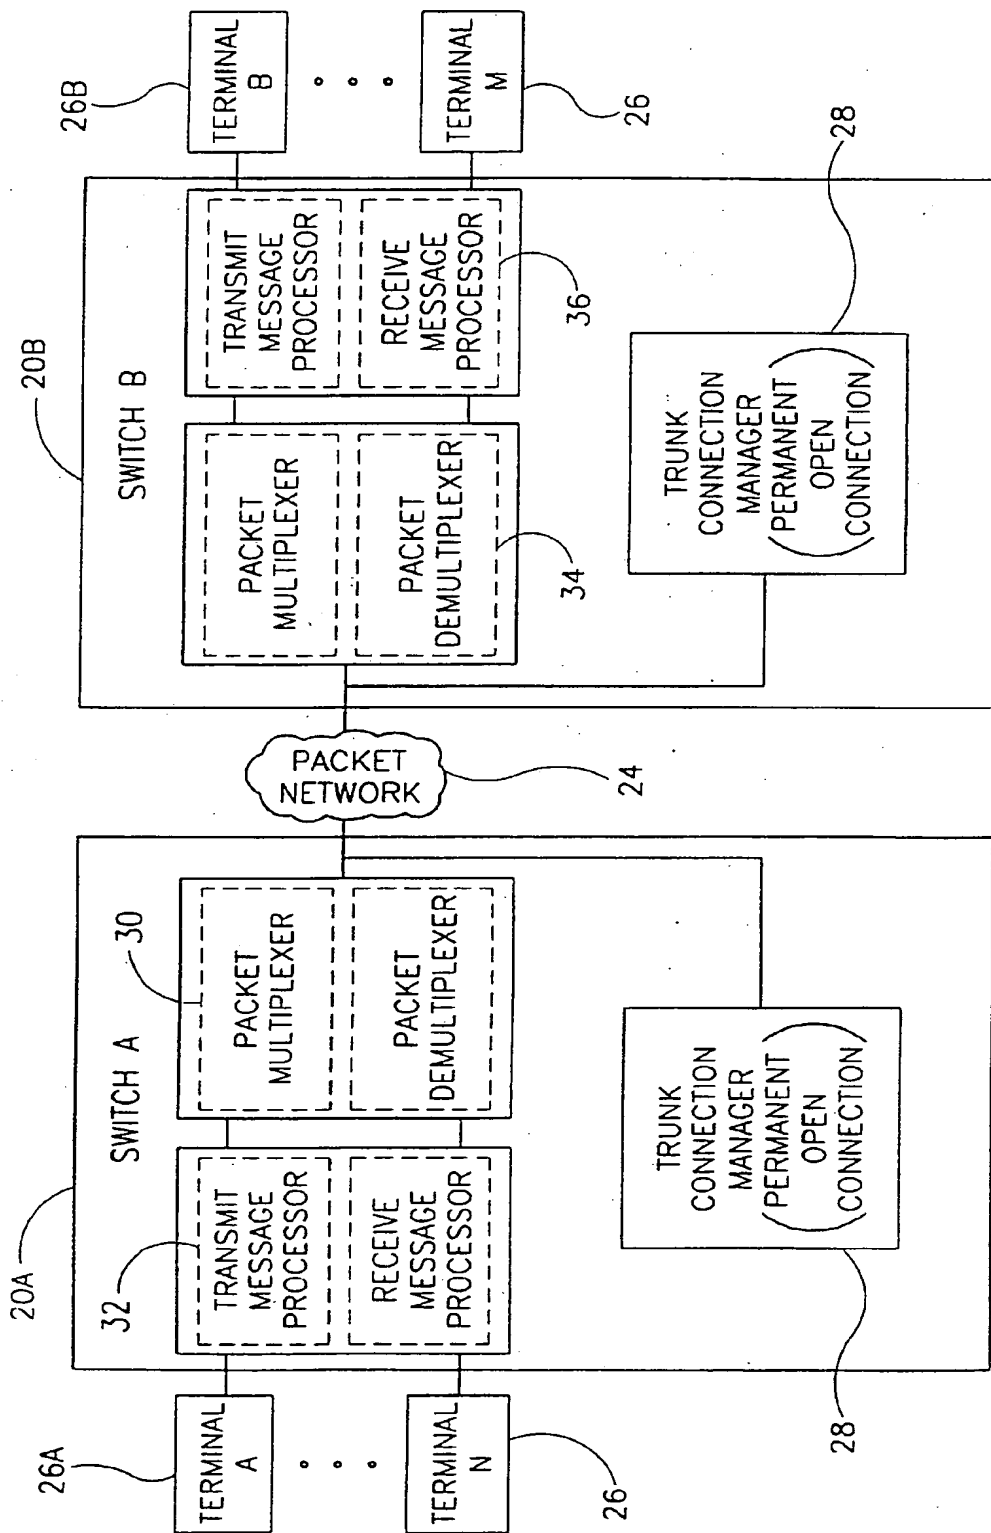 26A
TERMINAL
A
TERMINAL
N
26
20A
SWITCH A
32
TRANSMIT
MESSAGE
PROCESSOR
RECEIVE
MESSAGE
PROCESSOR
30
PACKET
MULTIPLEXER
PACKET
DEMULTIPLEXER
TRUNK
CONNECTION
MANAGER
(PERMANENT
OPEN
CONNECTION)
28
PACKET
NETWORK
24
20B
SWITCH B
PACKET
MULTIPLEXER
PACKET
DEMULTIPLEXER
34
TRANSMIT
MESSAGE
PROCESSOR
RECEIVE
MESSAGE
PROCESSOR
36
TRUNK
CONNECTION
MANAGER
(PERMANENT
OPEN
CONNECTION)
28
26B
TERMINAL
B
TERMINAL
M
26